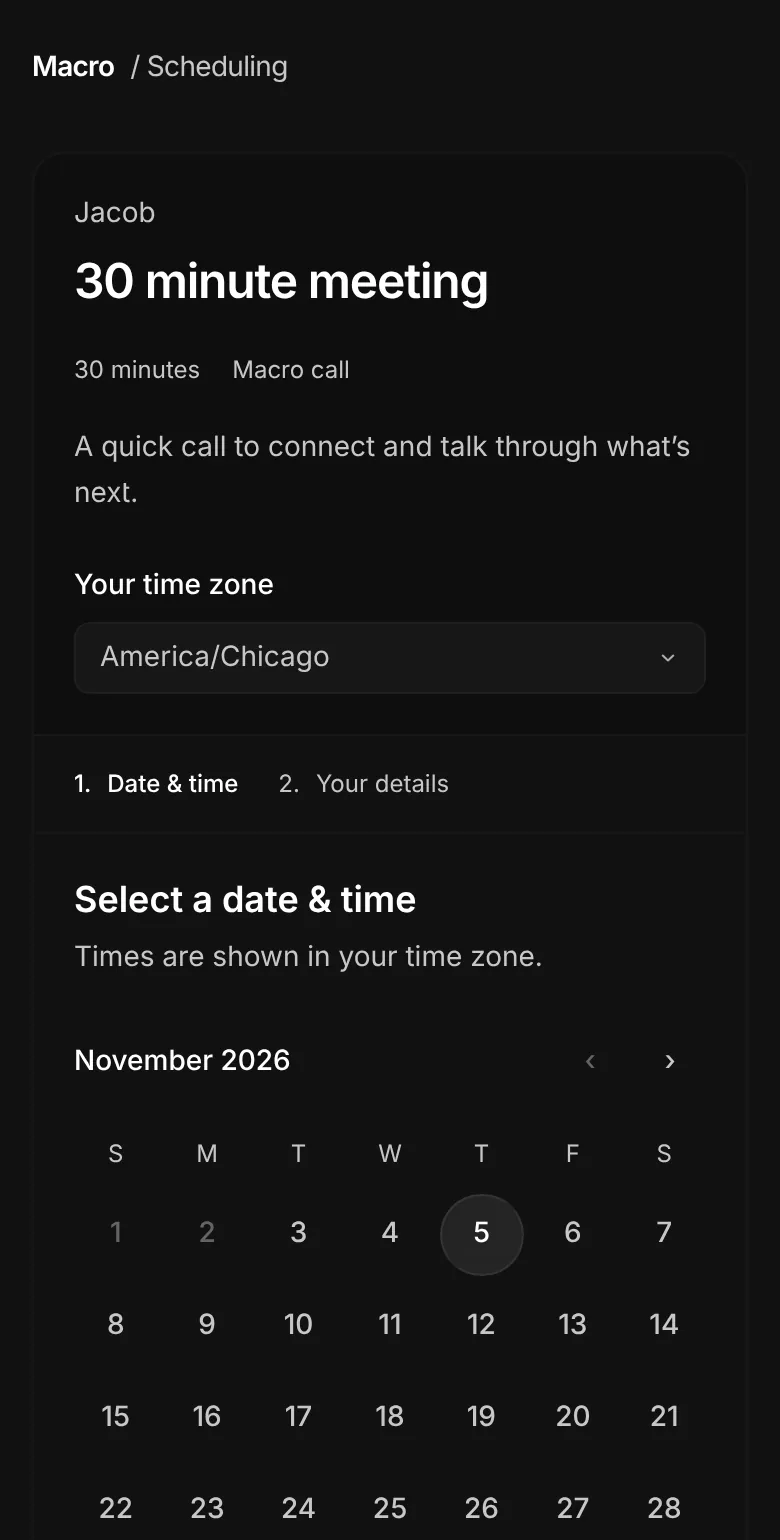 Macro / Scheduling
Jacob
30 minute meeting
30 minutes Macro call
A quick call to connect and talk through what’s
next.
Your time zone
America/Chicago
1. Date & time 2. Your details
Select a date & time
Times are shown in your time zone.
November 2026 ‹ ›
S M T W T F S
1 2 3 4 5 6 7
8 9 10 11 12 13 14
15 16 17 18 19 20 21
22 23 24 25 26 27 28